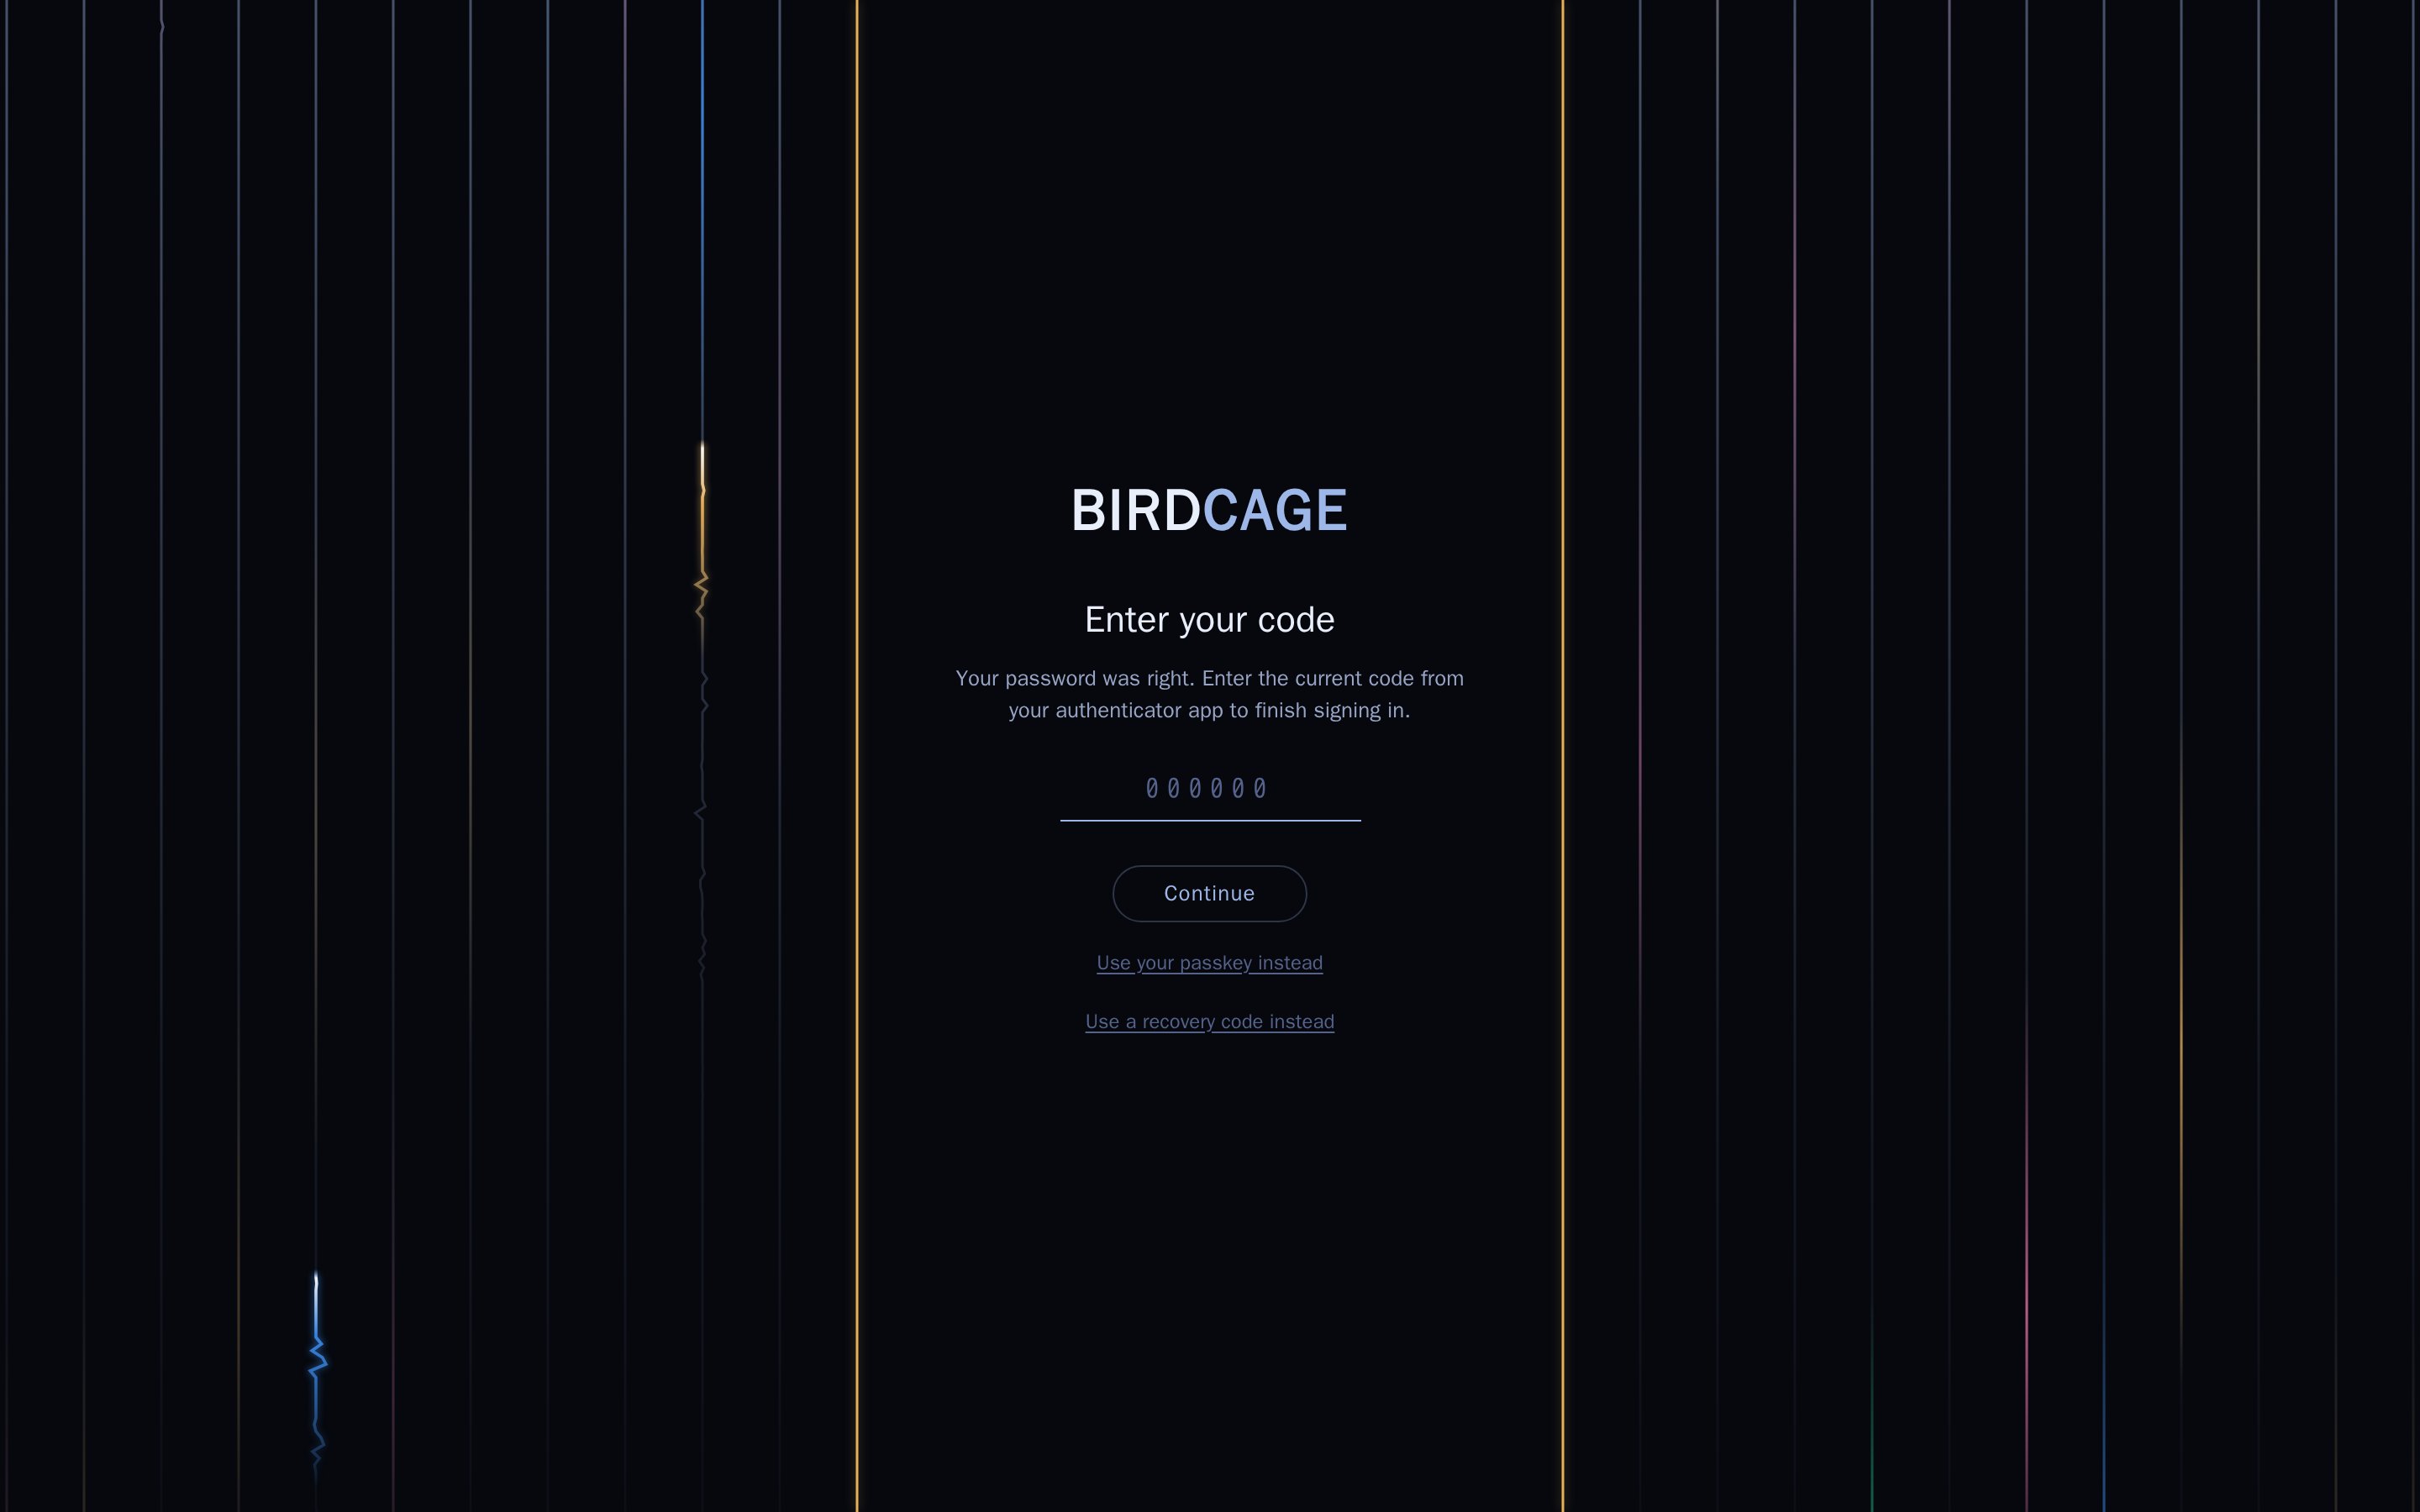 BIRDCAGE
Enter your code
Your password was right. Enter the current code from
your authenticator app to finish signing in.
000000
Continue
Use your passkey instead
Use a recovery code instead